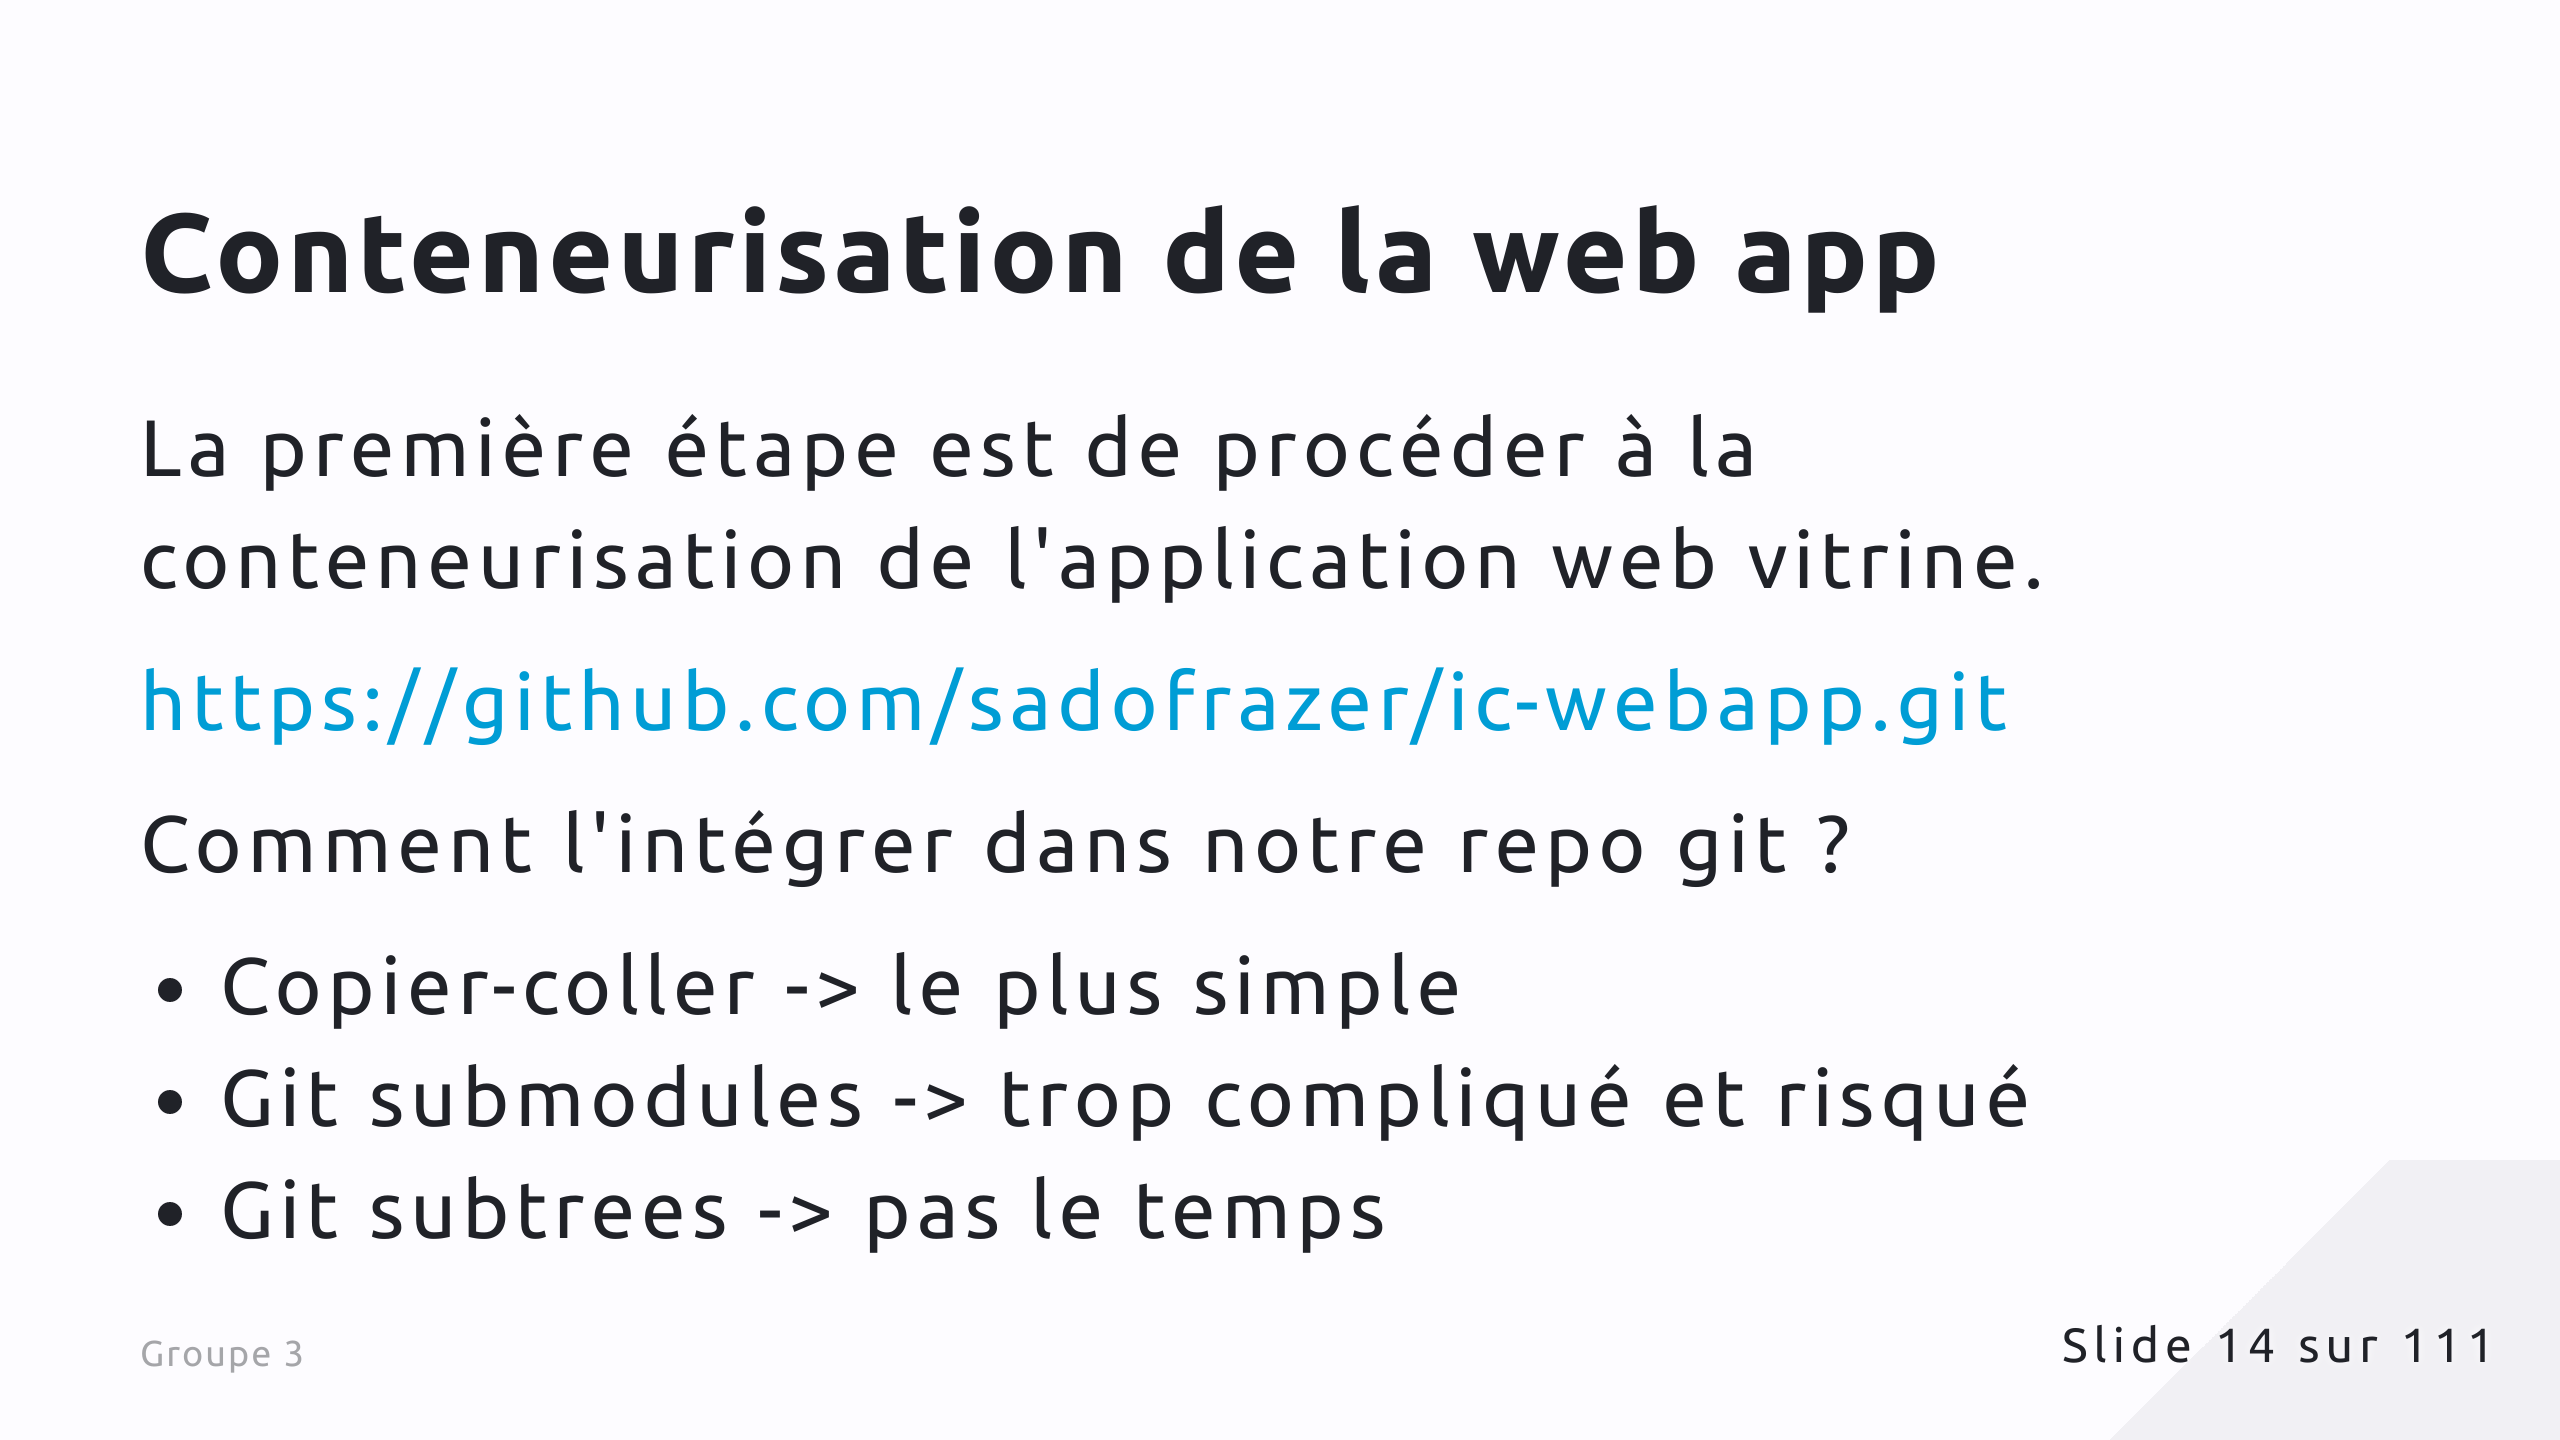 Conteneurisation de la web app
La première étape est de procéder à la
conteneurisation de l'application web vitrine.
https://github.com/sadofrazer/ic-webapp.git
Comment l'intégrer dans notre repo git ?
• Copier-coller -> le plus simple
• Git submodules -> trop compliqué et risqué
• Git subtrees -> pas le temps
Groupe 3
Slide 14 sur 111